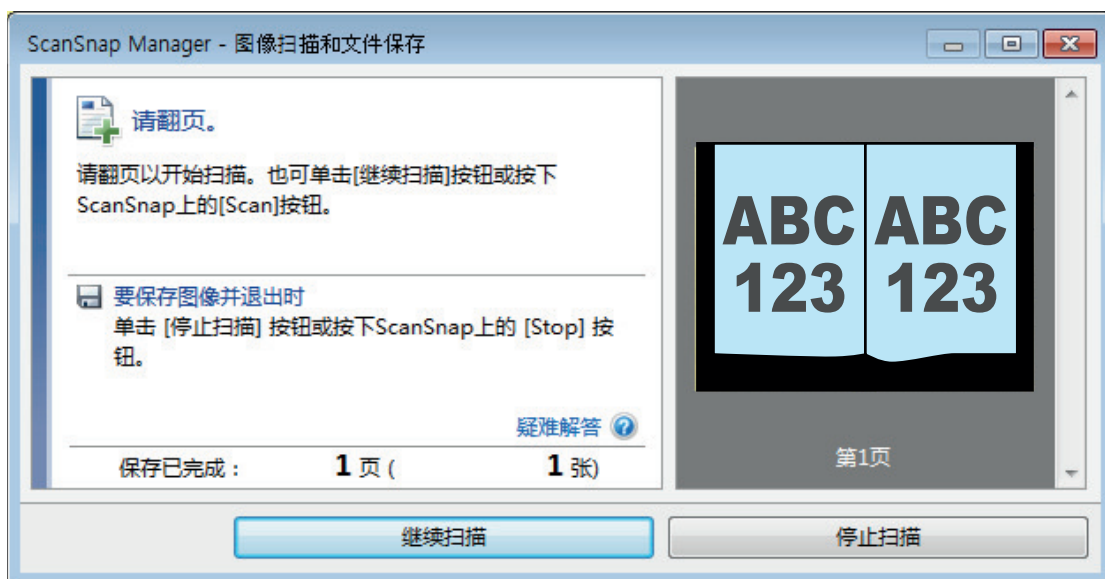 ScanSnap Manager - 图像扫描和文件保存
请翻页。
请翻页以开始扫描。也可单击[继续扫描]按钮或按下
ScanSnap上的[Scan]按钮。
要保存图像并退出时
单击 [停止扫描] 按钮或按下ScanSnap上的 [Stop] 按
钮。
疑难解答
保存已完成： 1 页 ( 1 张)
ABC ABC
123 123
第1页
继续扫描 停止扫描